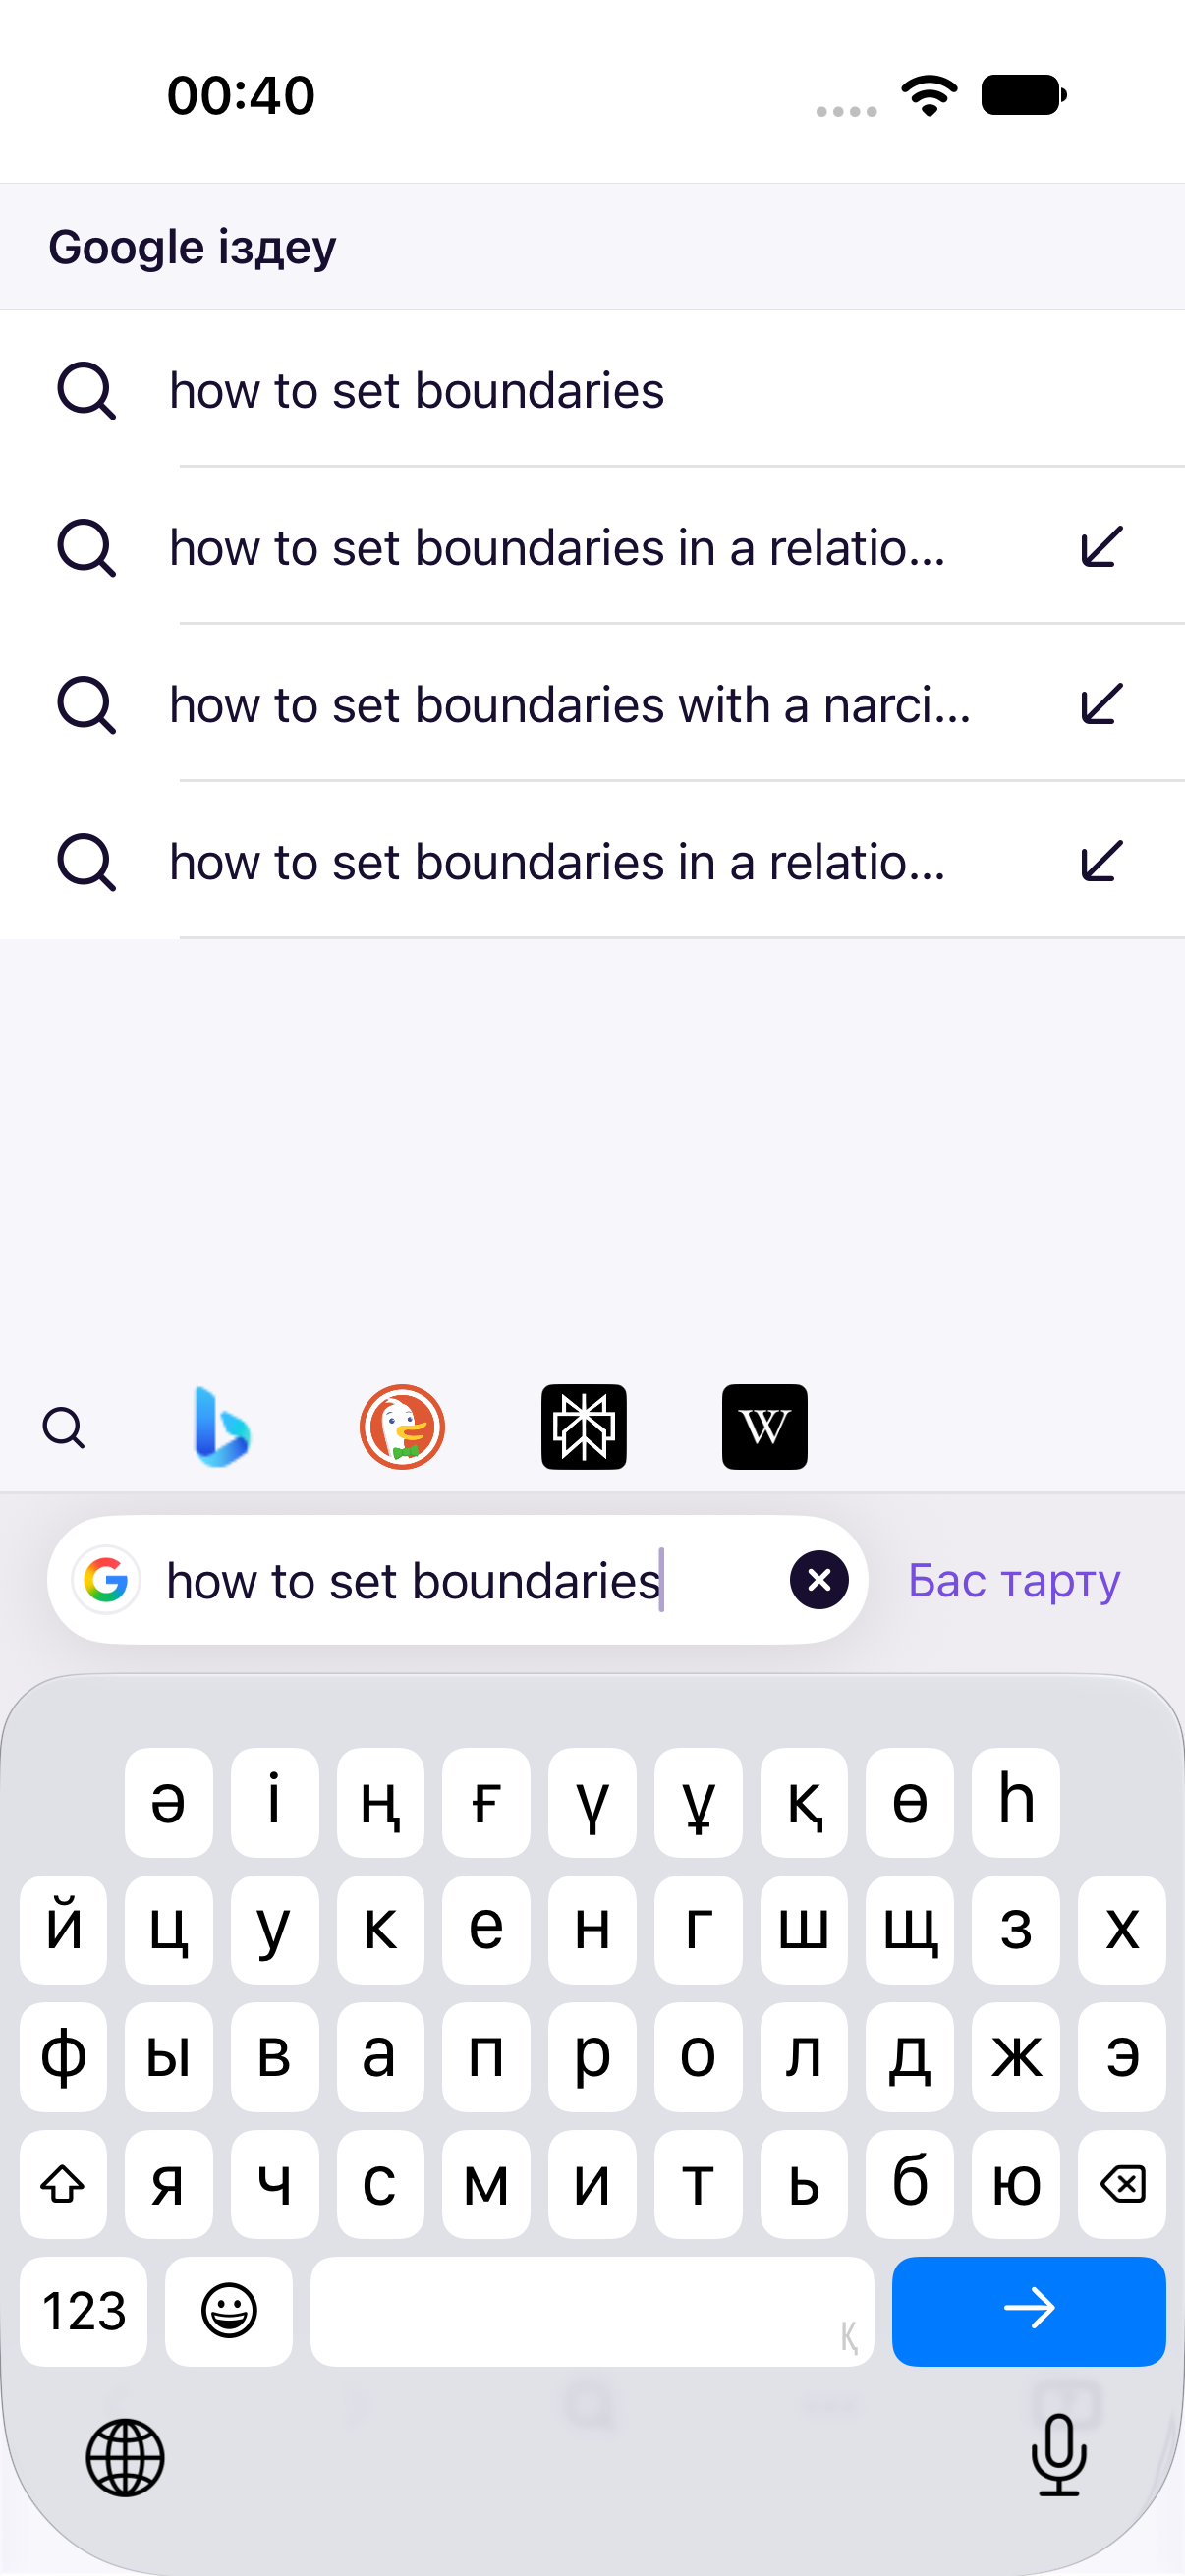 00:40
Google іздеу
how to set boundaries
how to set boundaries in a relatio...
how to set boundaries with a narci...
how to set boundaries in a relatio...
W
how to set boundaries
Бас тарту
ә і ң ғ ү ұ қ ө һ
й ц у к е н г ш щ з х
ф ы в а п р о л д ж э
я ч с м и т ь б ю
123
Қ